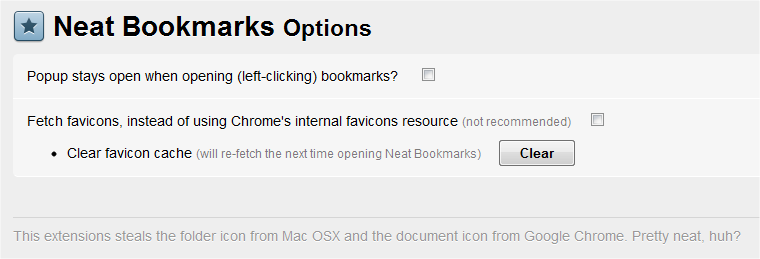 Neat Bookmarks Options
Popup stays open when opening (left-clicking) bookmarks?
Fetch favicons, instead of using Chrome's internal favicons resource (not recommended)
• Clear favicon cache (will re-fetch the next time opening Neat Bookmarks) Clear
This extensions steals the folder icon from Mac OSX and the document icon from Google Chrome. Pretty neat, huh?